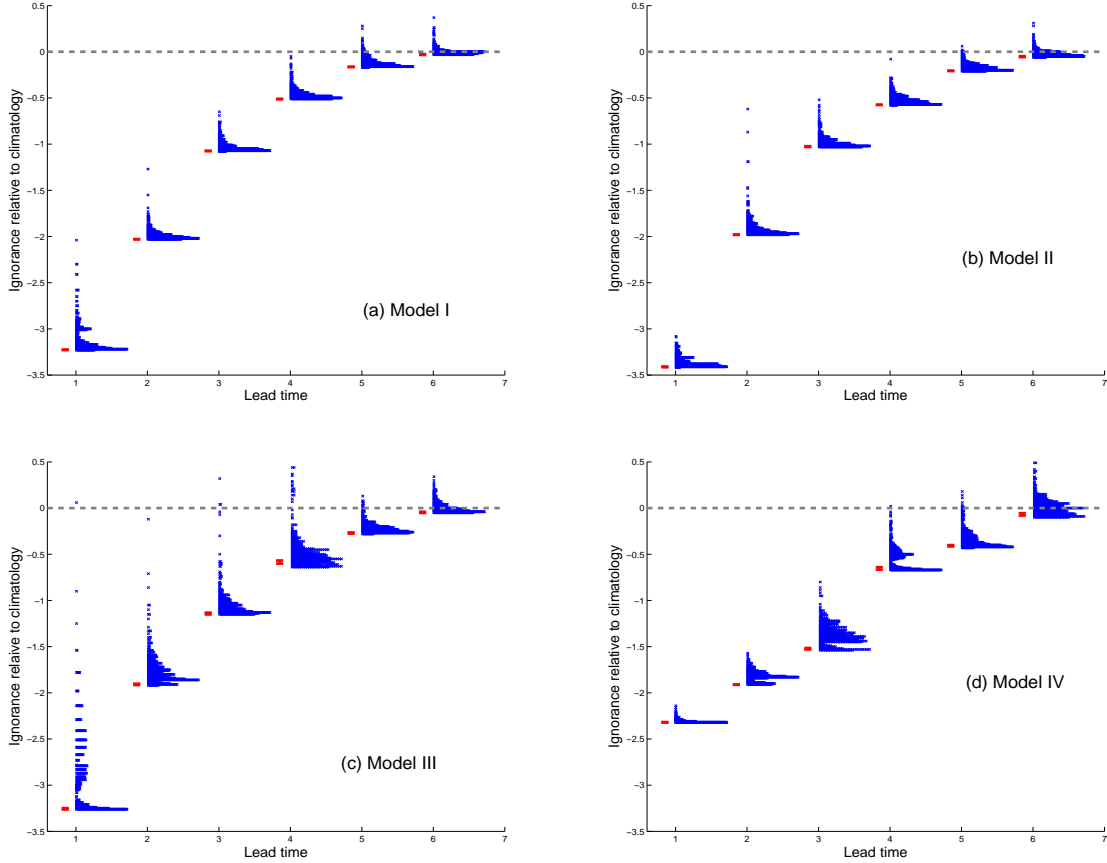 0.5
0
−0.5
−1
−1.5
−2
−2.5
−3
−3.5
1 2 3 4 5 6 7
Lead time
Ignorance relative to climatology
(a) Model I
0.5
0
−0.5
−1
−1.5
−2
−2.5
−3
−3.5
1 2 3 4 5 6 7
Lead time
Ignorance relative to climatology
(b) Model II
0.5
0
−0.5
−1
−1.5
−2
−2.5
−3
−3.5
1 2 3 4 5 6 7
Lead time
Ignorance relaive to climatology
(c) Model III
0.5
0
−0.5
−1
−1.5
−2
−2.5
−3
−3.5
1 2 3 4 5 6 7
Lead time
Ignorance relative to climatology
(d) Model IV